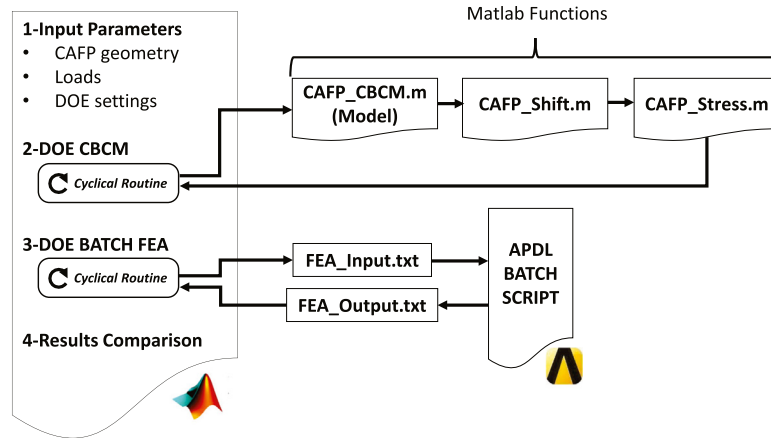 Matlab Functions
1-Input Parameters
• CAFP geometry
• Loads
• DOE settings
CAFP_CBCM.m
(Model)
CAFP_Shift.m
CAFP_Stress.m
2-DOE CBCM
Cyclical Routine
3-DOE BATCH FEA
Cyclical Routine
FEA_Input.txt
FEA_Output.txt
APDL
BATCH
SCRIPT
4-Results Comparison